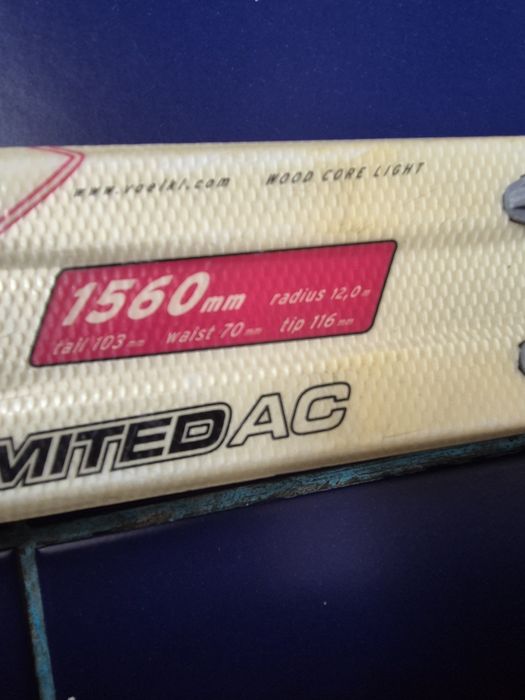 www.voelkl.com WOOD CORE LIGHT
1560mm radius 12,0m
tail 103mm waist 70mm tip 116mm
MITED AC